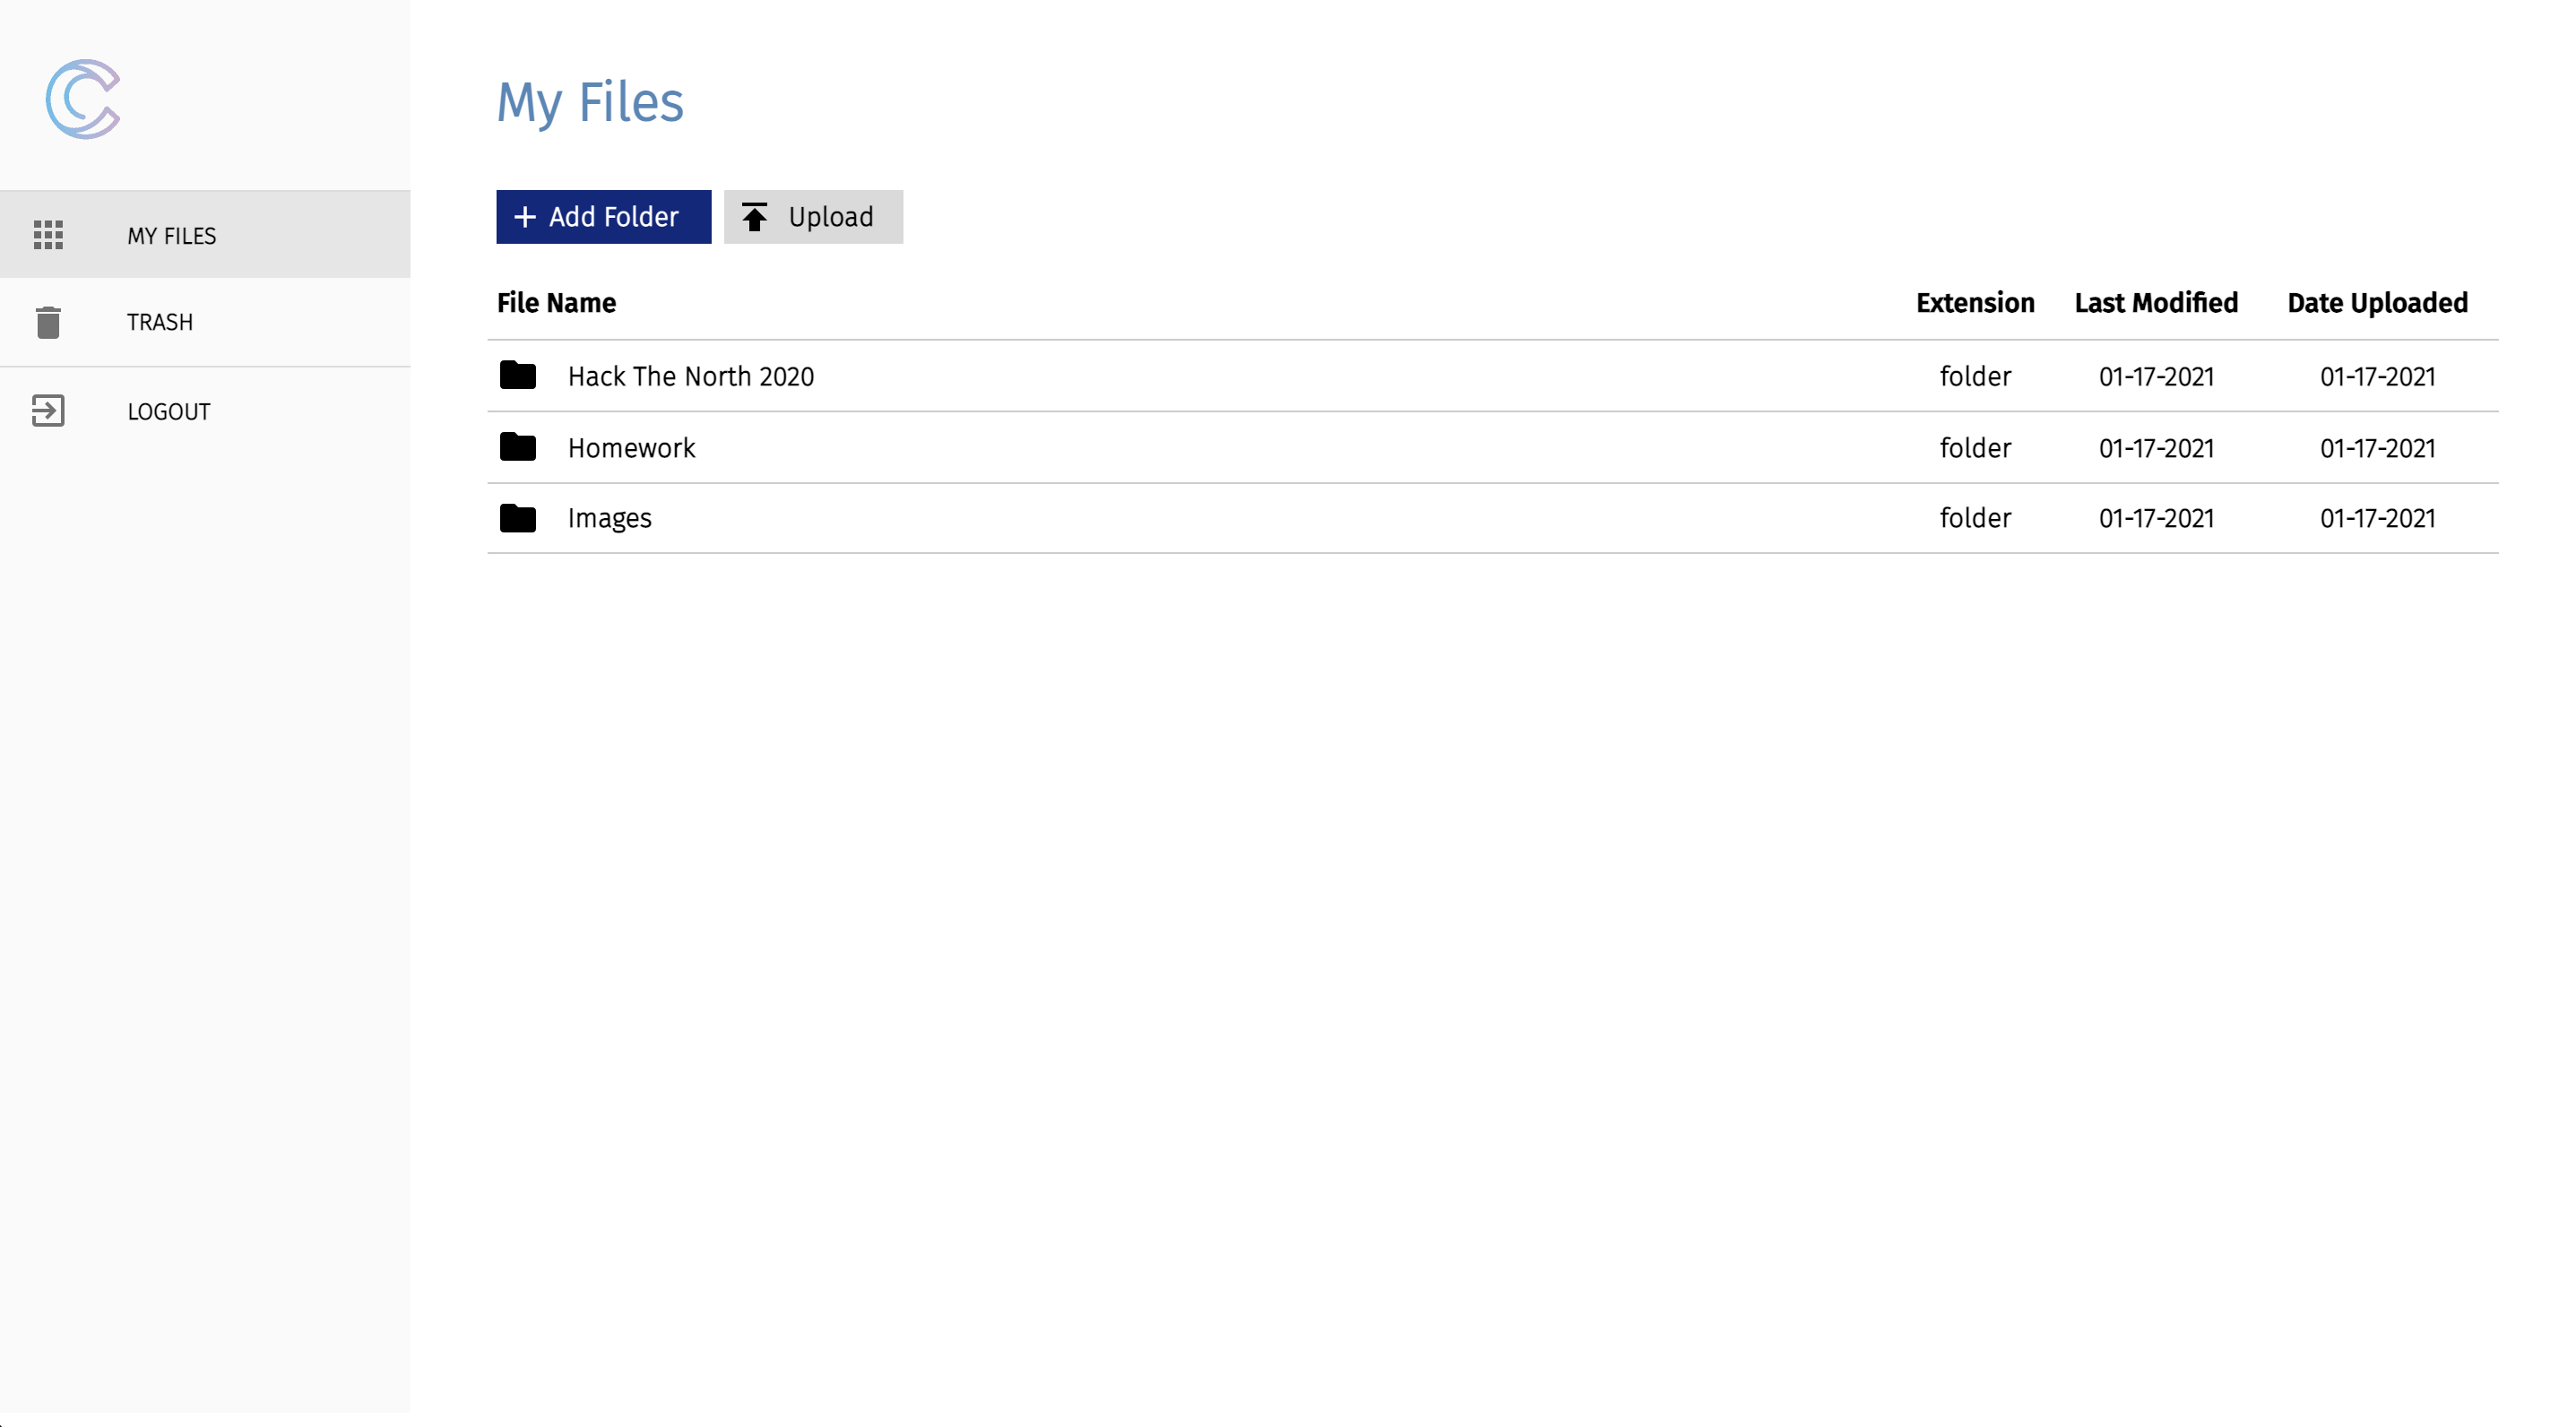 My Files
MY FILES
TRASH
LOGOUT
+ Add Folder
Upload
File Name Extension Last Modified Date Uploaded
Hack The North 2020 folder 01-17-2021 01-17-2021
Homework folder 01-17-2021 01-17-2021
Images folder 01-17-2021 01-17-2021